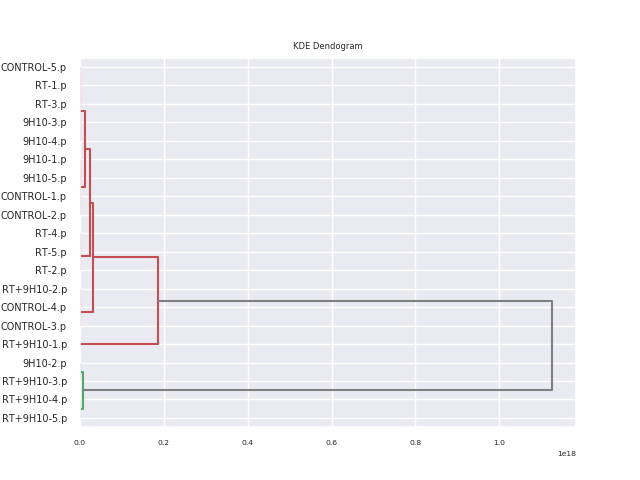 KDE Dendogram
CONTROL-5.p
RT-1.p
RT-3.p
9H10-3.p
9H10-4.p
9H10-1.p
9H10-5.p
CONTROL-1.p
CONTROL-2.p
RT-4.p
RT-5.p
RT-2.p
RT+9H10-2.p
CONTROL-4.p
CONTROL-3.p
RT+9H10-1.p
9H10-2.p
RT+9H10-3.p
RT+9H10-4.p
RT+9H10-5.p
0.0 0.2 0.4 0.6 0.8 1.0
1e18